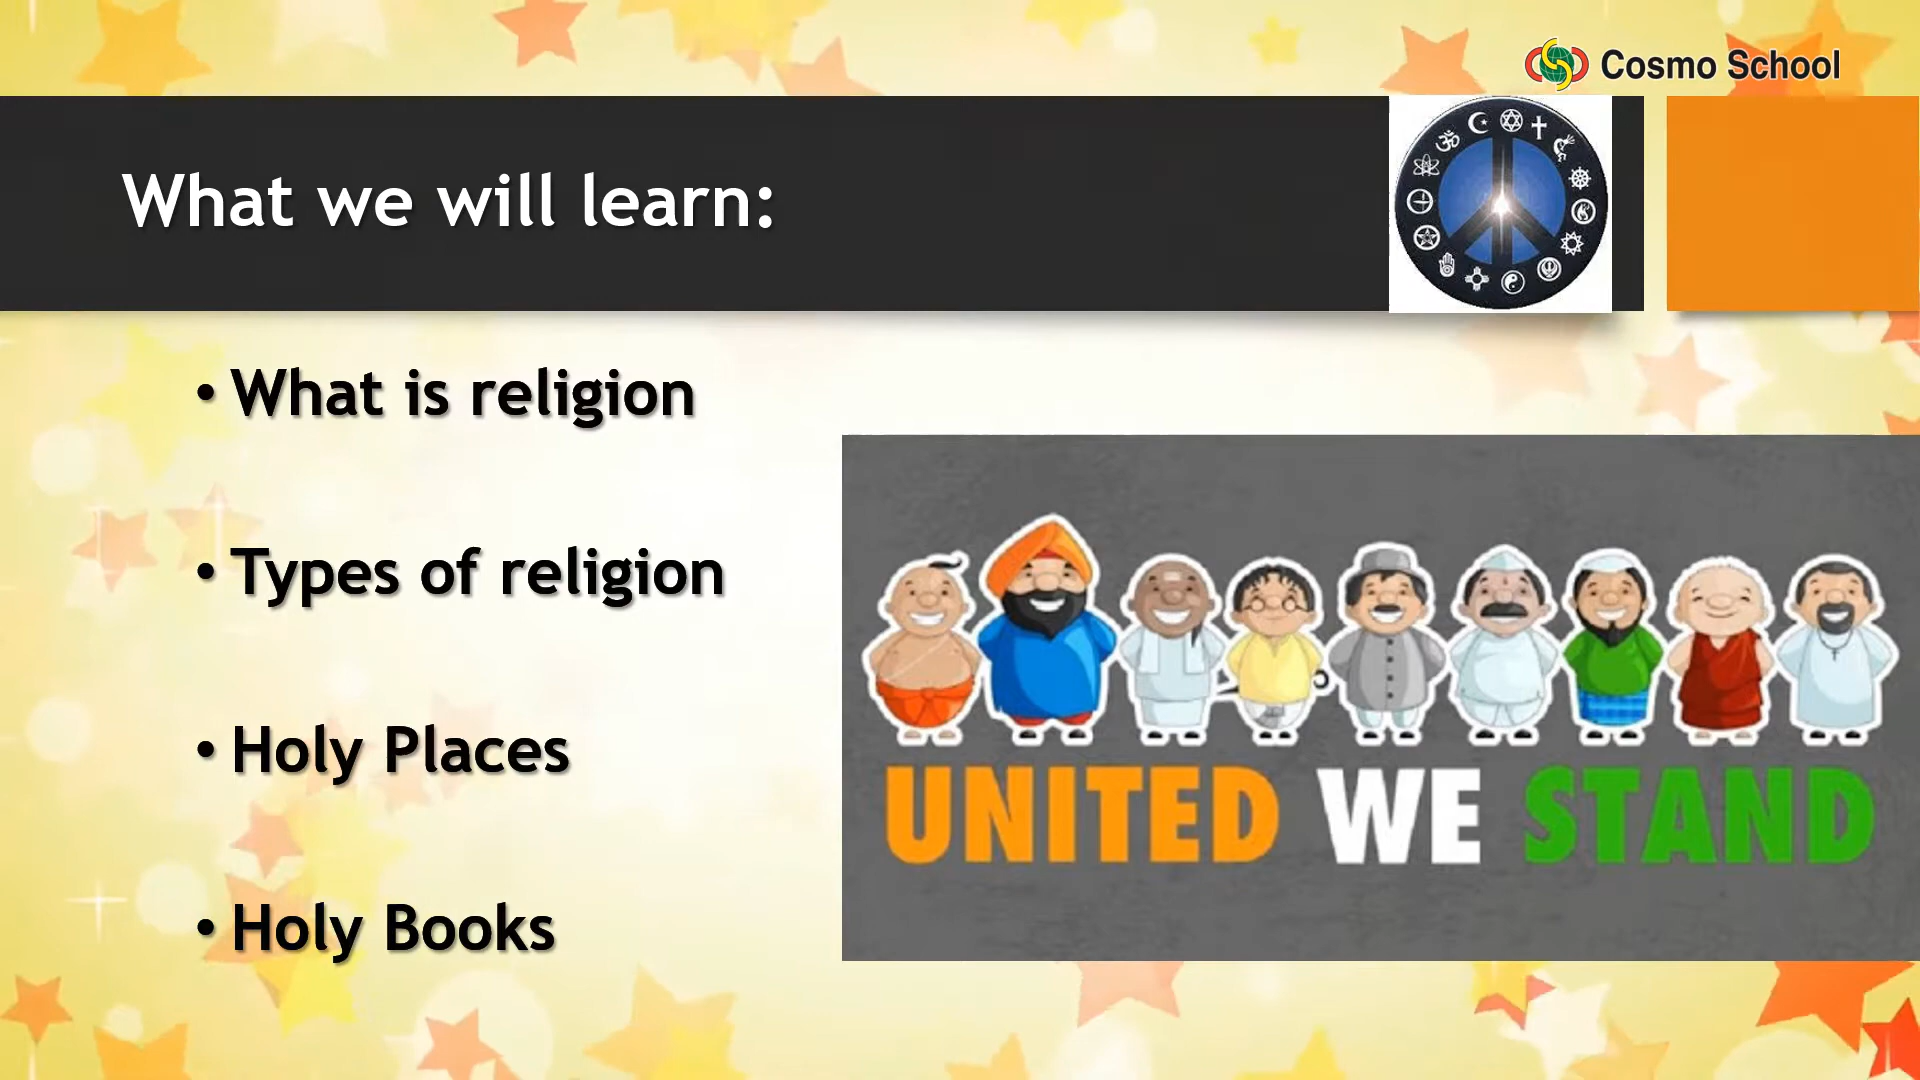 Cosmo School
What we will learn:
• What is religion
• Types of religion
• Holy Places
• Holy Books
UNITED WE STAND